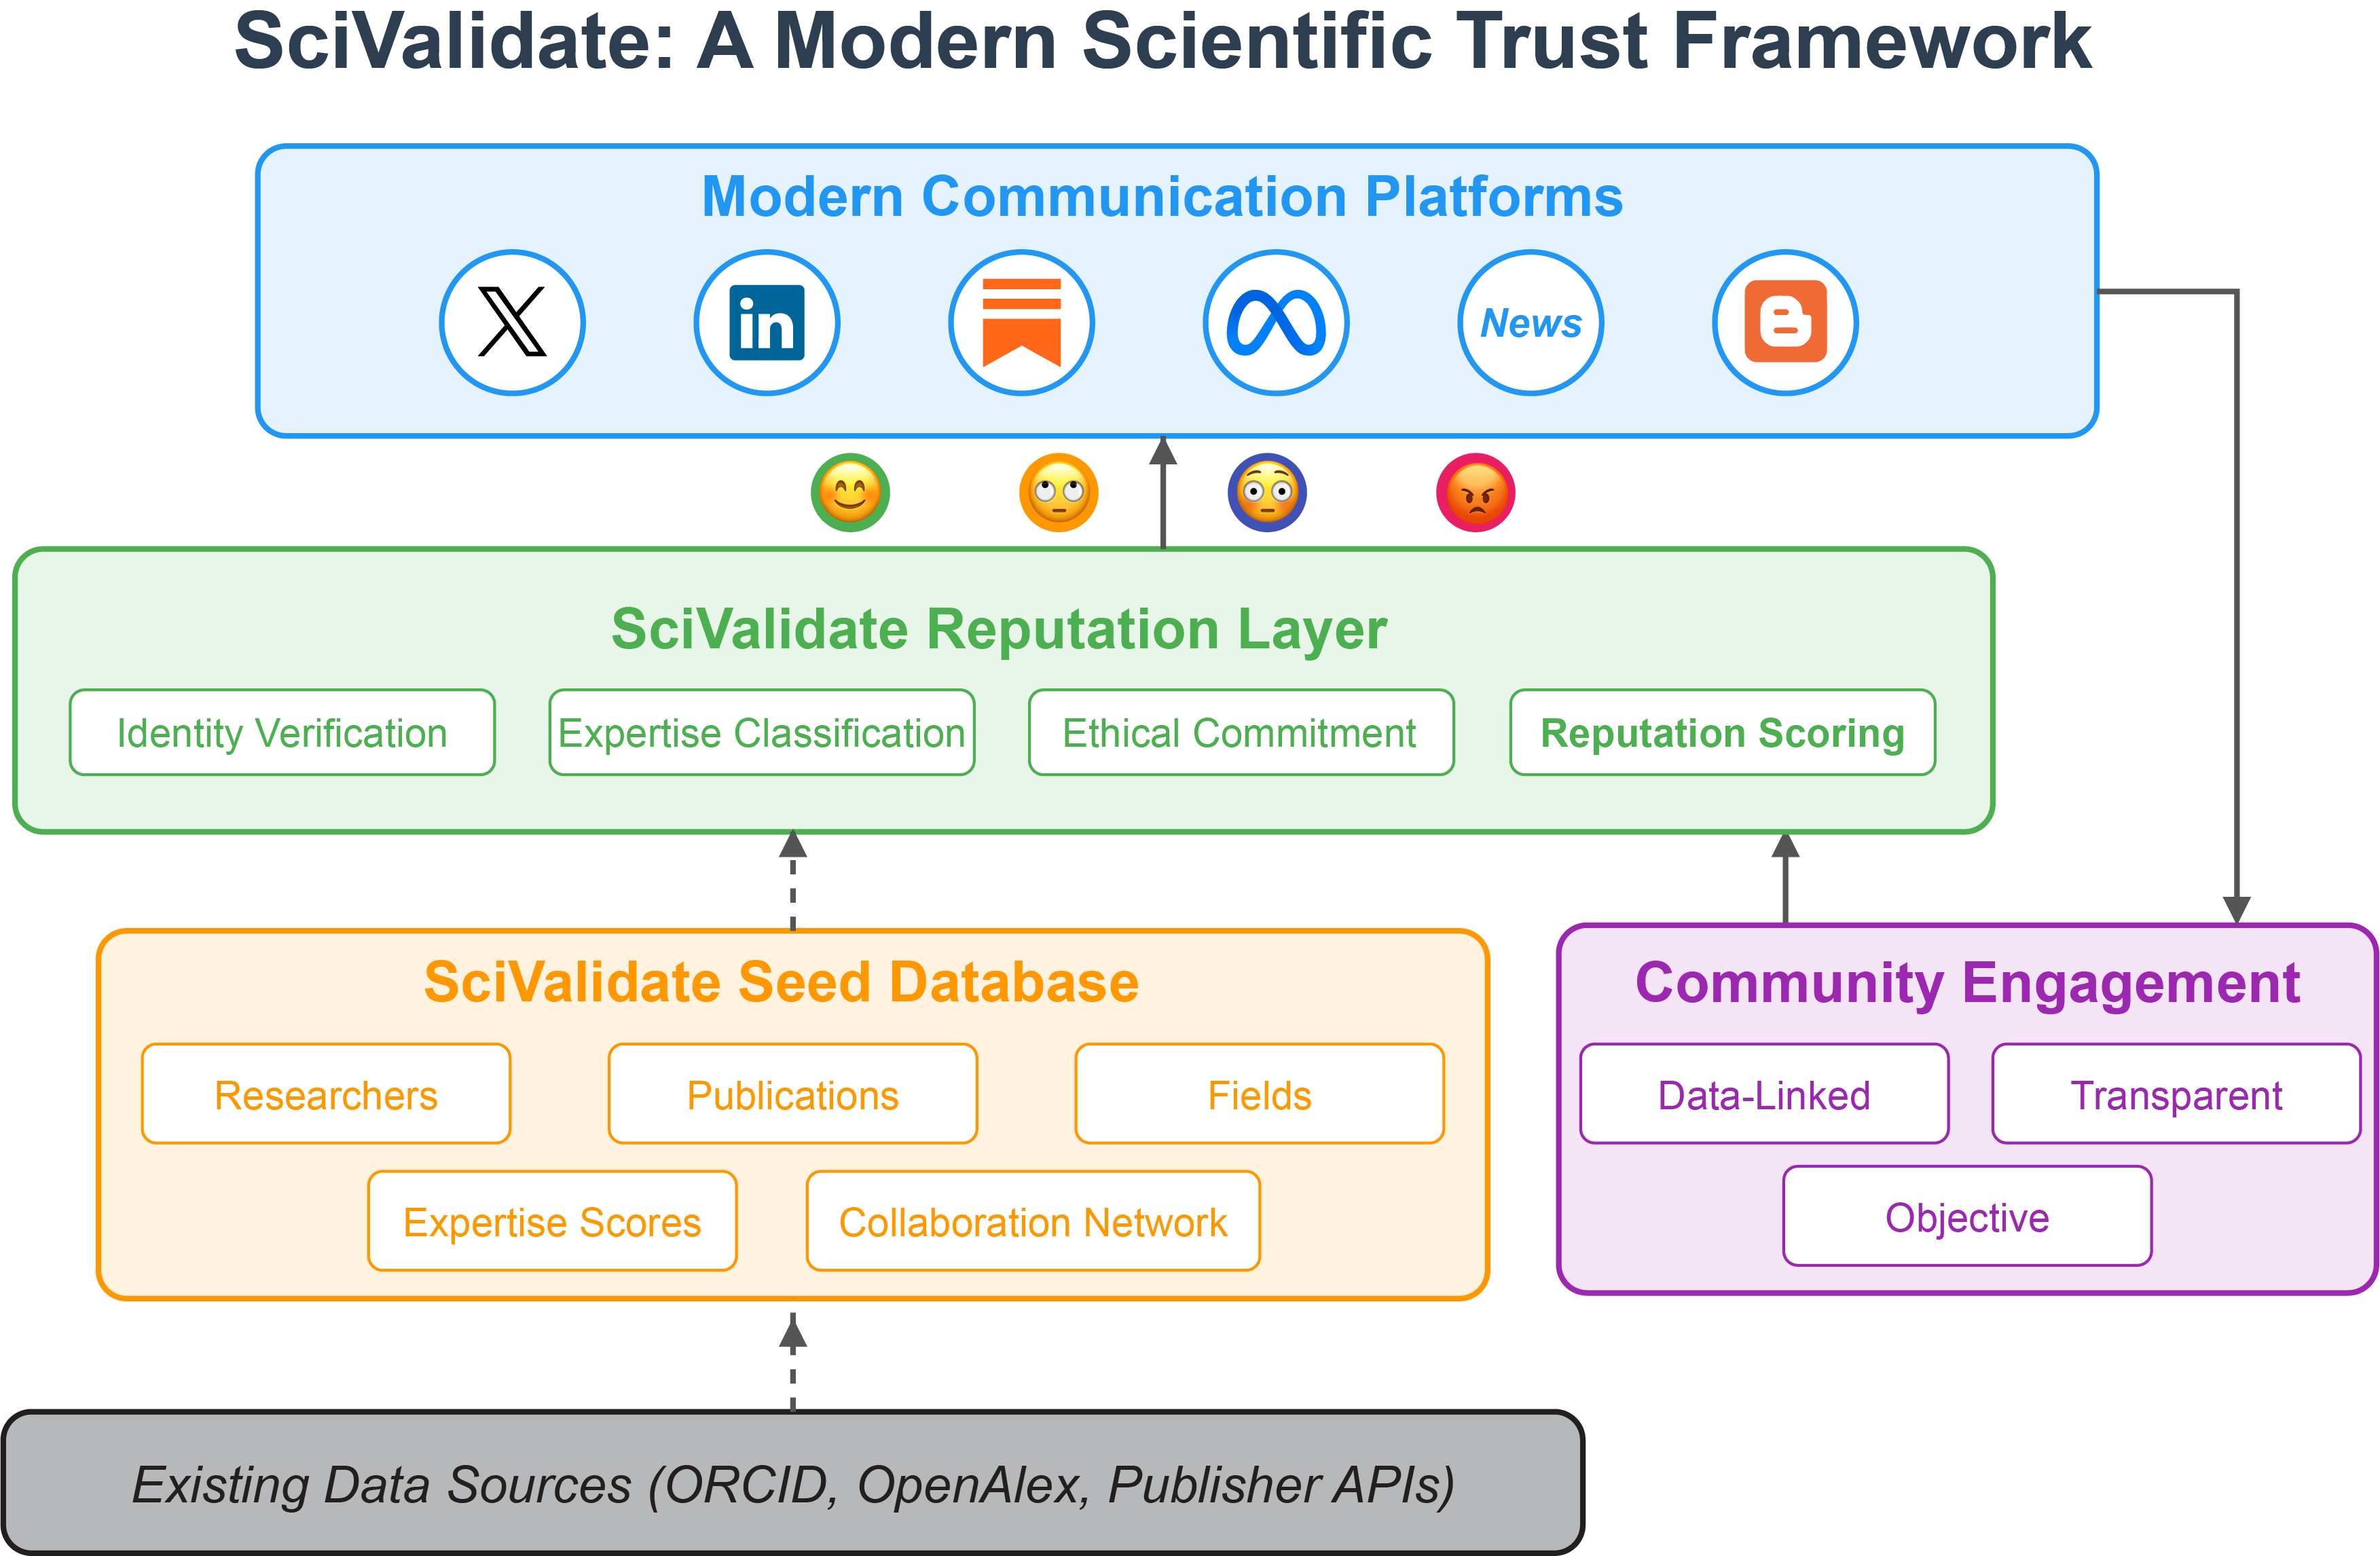 SciValidate: A Modern Scientific Trust Framework
Modern Communication Platforms
X
in
News
SciValidate Reputation Layer
Identity Verification
Expertise Classification
Ethical Commitment
Reputation Scoring
SciValidate Seed Database
Researchers
Publications
Fields
Expertise Scores
Collaboration Network
Community Engagement
Data-Linked
Transparent
Objective
Existing Data Sources (ORCID, OpenAlex, Publisher APIs)